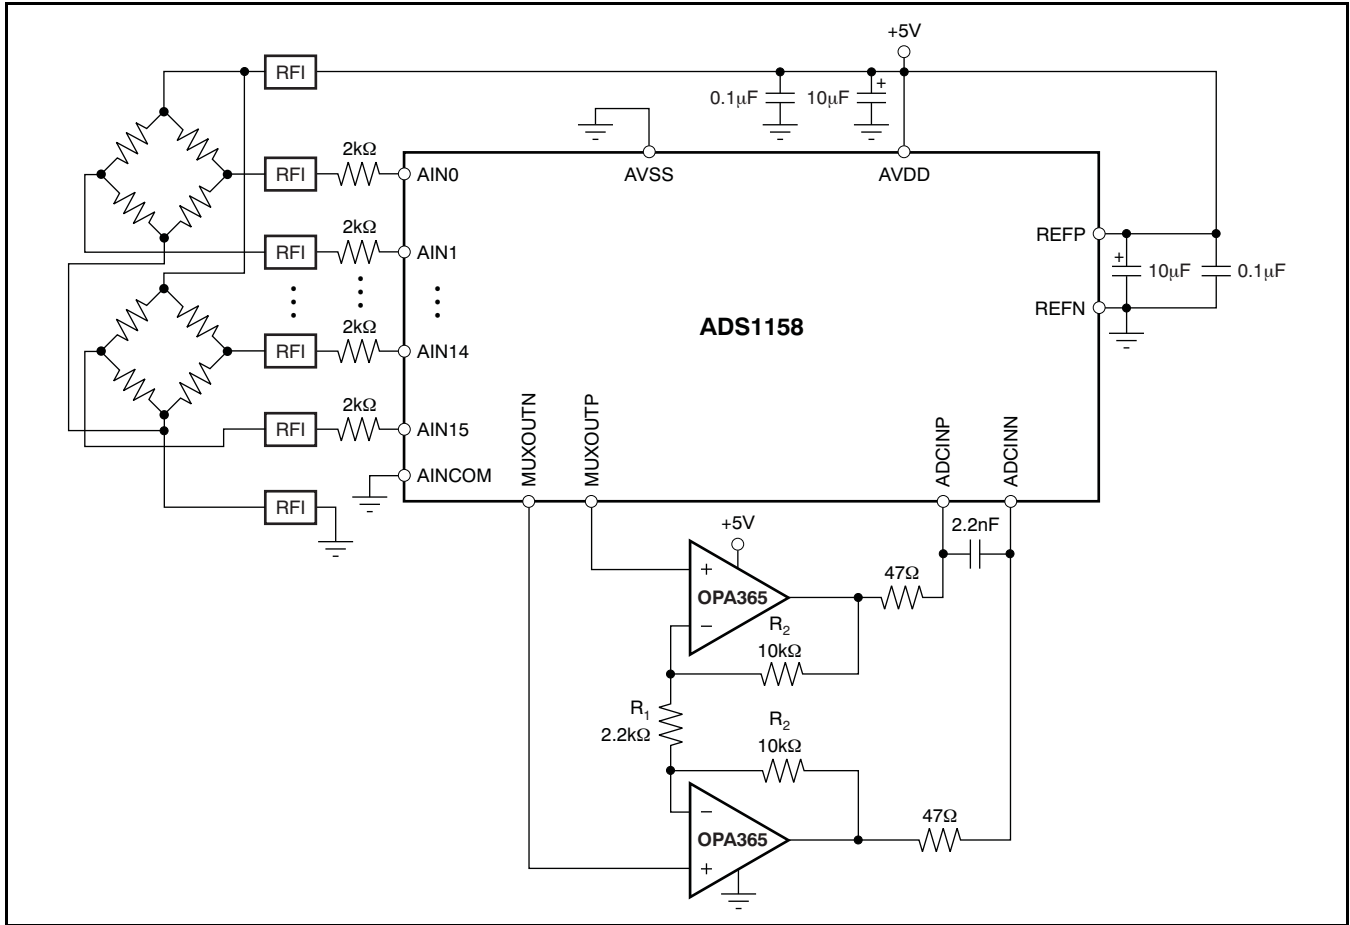 +5V
RFI
0.1μF
10μF
+
2kΩ
RFI
AIN0
AVSS
AVDD
2kΩ
RFI
AIN1
REFP
+
10μF
0.1μF
REFN
ADS1158
2kΩ
RFI
AIN14
2kΩ
RFI
AIN15
AINCOM
MUXOUTN
MUXOUTP
ADCINP
ADCINN
RFI
+5V
2.2nF
+
OPA365
−
47Ω
R2
10kΩ
R1
2.2kΩ
R2
10kΩ
−
OPA365
+
47Ω